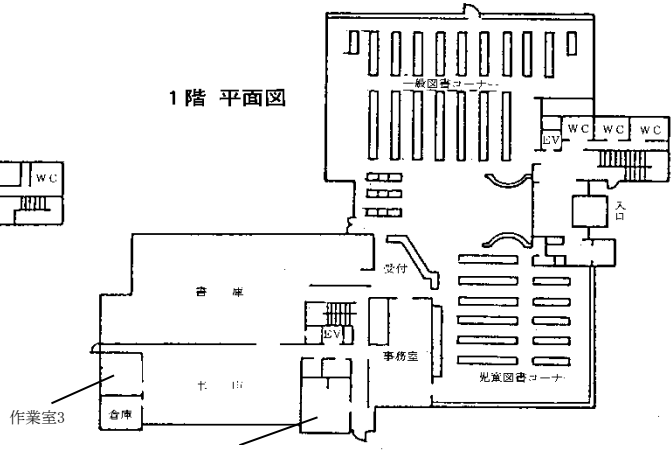 1階 平面図
一般図書コーナー
EV
WC
WC
WC
WC
入口
受付
書庫
EV
事務室
児童図書コーナー
作業室3
倉庫